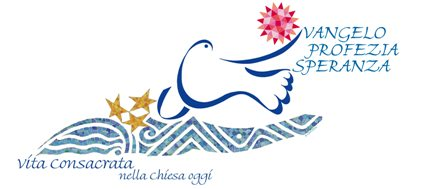 VANGELO
PROFEZIA
SPERANZA
vita consacrata
nella chiesa oggi